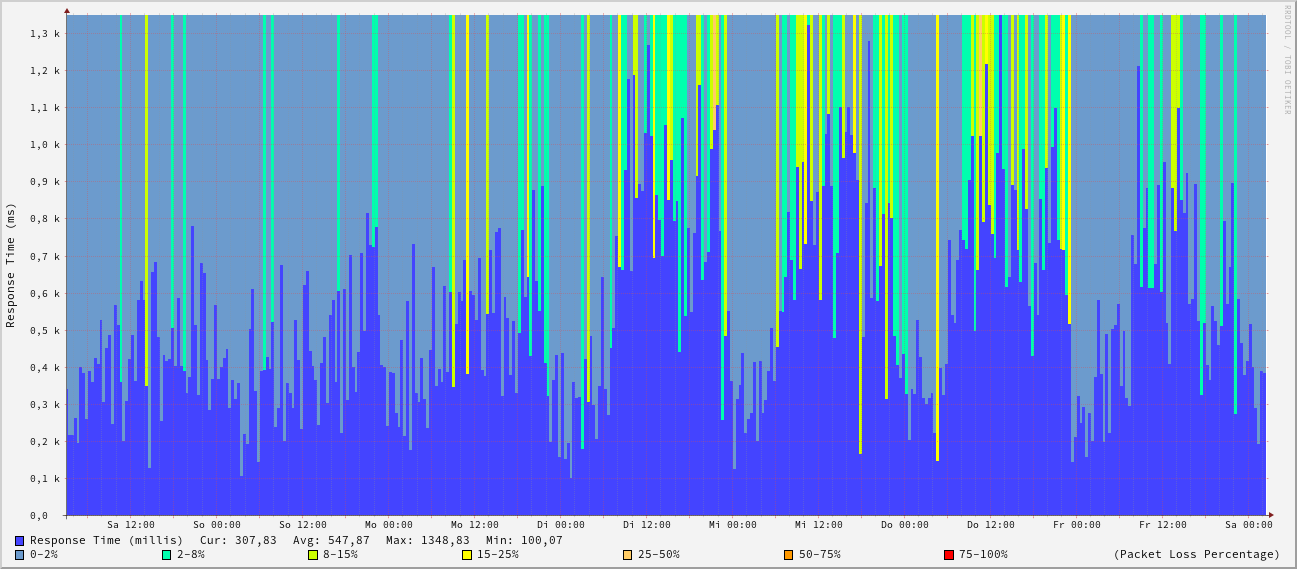 RRDTOOL / TOBI OETIKER
Response Time (ms)
1,3 k
1,2 k
1,1 k
1,0 k
0,9 k
0,8 k
0,7 k
0,6 k
0,5 k
0,4 k
0,3 k
0,2 k
0,1 k
0,0
Sa 12:00 So 00:00 So 12:00 Mo 00:00 Mo 12:00 Di 00:00 Di 12:00 Mi 00:00 Mi 12:00 Do 00:00 Do 12:00 Fr 00:00 Fr 12:00 Sa 00:00
Response Time (millis) Cur: 307,83 Avg: 547,87 Max: 1348,83 Min: 100,07
0-2% 2-8% 8-15% 15-25% 25-50% 50-75% 75-100% (Packet Loss Percentage)